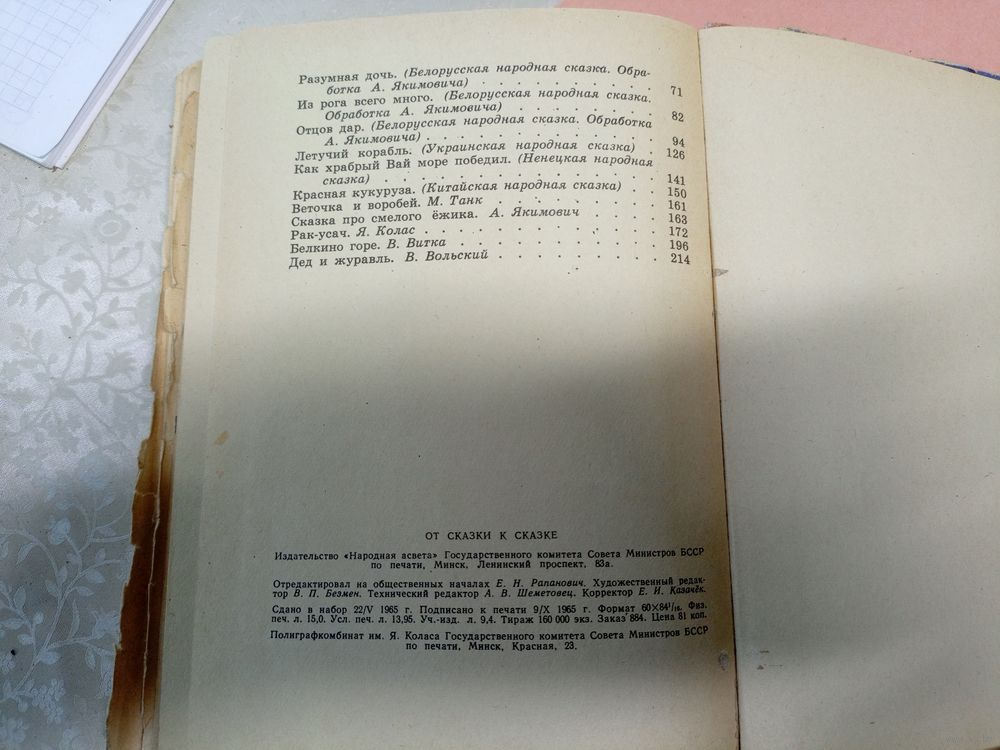 Разумная дочь. (Белорусская народная сказка. Обра-
ботка А. Якимовича) . . . . . . . . . 71
Из рога всего много. (Белорусская народная сказка.
Обработка А. Якимовича) . . . . . . . 82
Отцов дар. (Белорусская народная сказка. Обработка
А. Якимовича) . . . . . . . . . . . . 94
Летучий корабль. (Украинская народная сказка) . 126
Как храбрый Вай море победил. (Ненецкая народная
сказка) . . . . . . . . . . . . . . 141
Красная кукуруза. (Китайская народная сказка) . . 150
Веточка и воробей. М. Танк . . . . . . . . 161
Сказка про смелого ёжика. А. Якимович . . . . 163
Рак-усач. Я. Колас . . . . . . . . . . . . 172
Белкино горе. В. Витка . . . . . . . . . . 196
Дед и журавль. В. Вольский . . . . . . . . 214
ОТ СКАЗКИ К СКАЗКЕ
Издательство «Народная асвета» Государственного комитета Совета Министров БССР
по печати, Минск, Ленинский проспект, 83а.
Отредактировал на общественных началах Е. Н. Рапанович. Художественный редак-
тор В. П. Безмен. Технический редактор А. В. Шеметовец. Корректор Е. И. Казачёк.
Сдано в набор 22/V 1965 г. Подписано к печати 9/X 1965 г. Формат 60×84¹/₁₆. Физ.
печ. л. 15,0. Усл. печ. л. 13,95. Уч.-изд. л. 9,4. Тираж 160 000 экз. Заказ 884. Цена 81 коп.
Полиграфкомбинат им. Я. Коласа Государственного комитета Совета Министров БССР
по печати, Минск, Красная, 23.